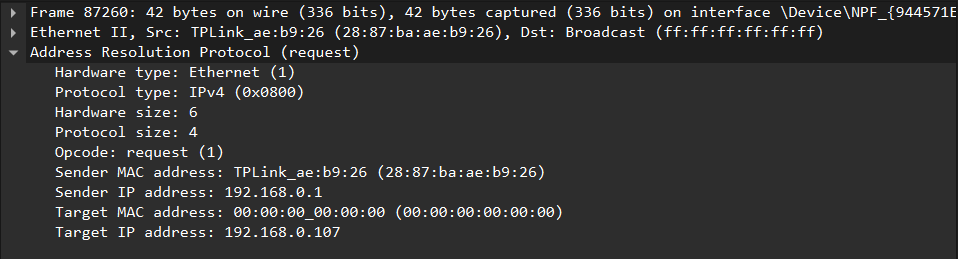 Frame 87260: 42 bytes on wire (336 bits), 42 bytes captured (336 bits) on interface \Device\NPF_{944571E
Ethernet II, Src: TPLink_ae:b9:26 (28:87:ba:ae:b9:26), Dst: Broadcast (ff:ff:ff:ff:ff:ff)
Address Resolution Protocol (request)
Hardware type: Ethernet (1)
Protocol type: IPv4 (0x0800)
Hardware size: 6
Protocol size: 4
Opcode: request (1)
Sender MAC address: TPLink_ae:b9:26 (28:87:ba:ae:b9:26)
Sender IP address: 192.168.0.1
Target MAC address: 00:00:00_00:00:00 (00:00:00:00:00:00)
Target IP address: 192.168.0.107